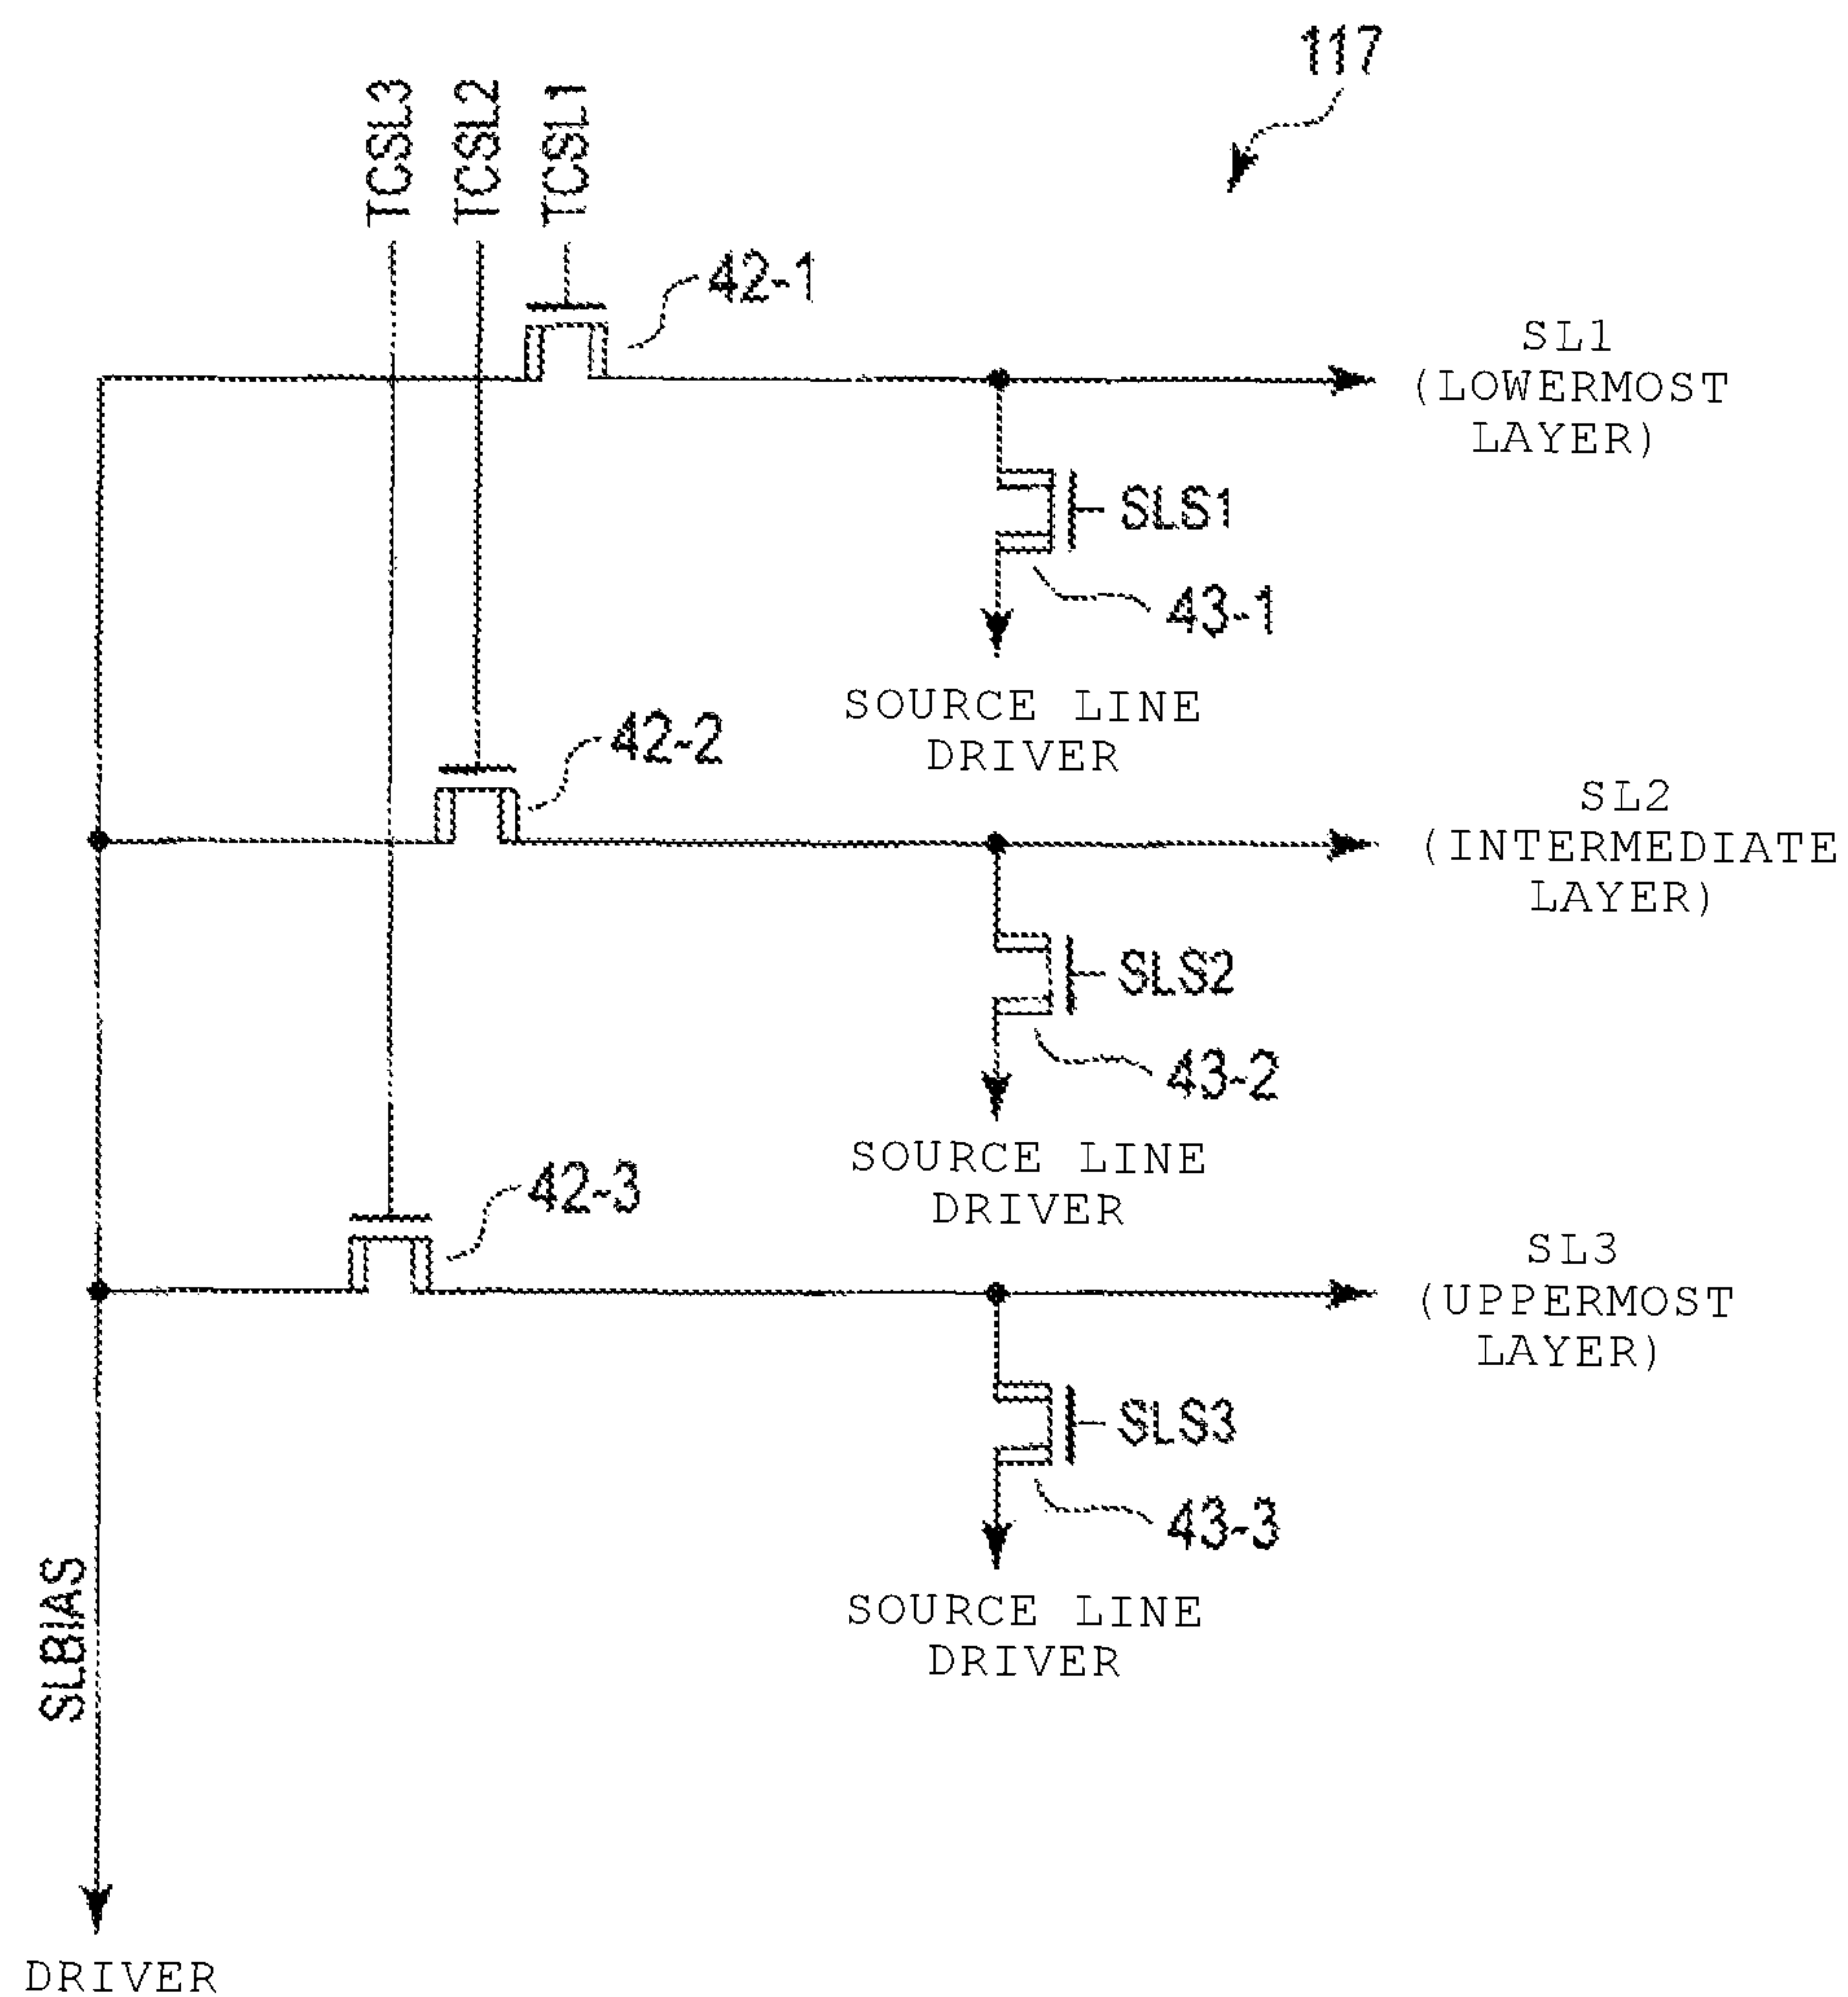 117
TCSL3
TCSL2
TCSL1
42-1
SL1
(LOWERMOST
LAYER)
SLS1
43-1
SOURCE LINE
DRIVER
42-2
SL2
(INTERMEDIATE
LAYER)
SLS2
43-2
SOURCE LINE
DRIVER
42-3
SL3
(UPPERMOST
LAYER)
SLS3
43-3
SOURCE LINE
DRIVER
SLBIAS
DRIVER